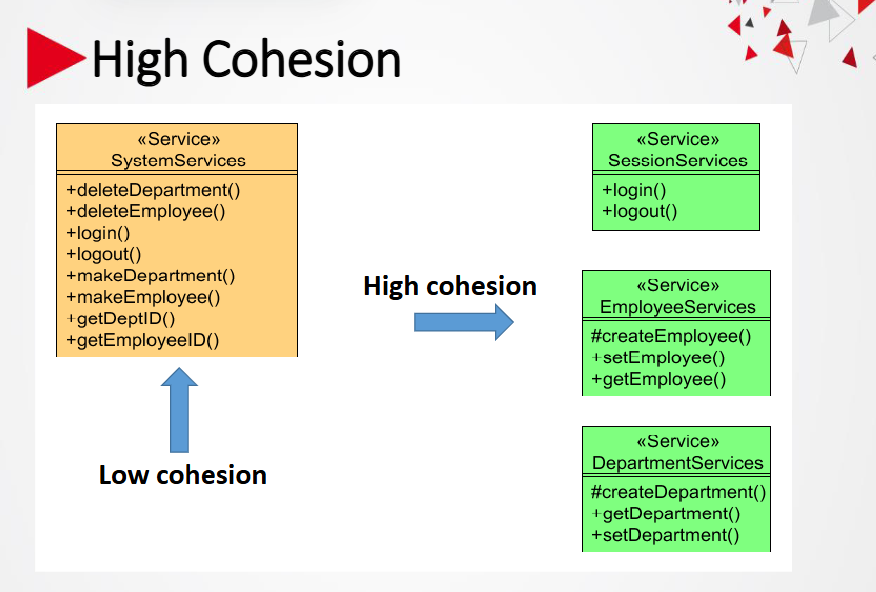 High Cohesion
«Service»
SystemServices
+deleteDepartment()
+deleteEmployee()
+login()
+logout()
+makeDepartment()
+makeEmployee()
+getDeptID()
+getEmployeeID()
Low cohesion
High cohesion
«Service»
SessionServices
+login()
+logout()
«Service»
EmployeeServices
#createEmployee()
+setEmployee()
+getEmployee()
«Service»
DepartmentServices
#createDepartment()
+getDepartment()
+setDepartment()